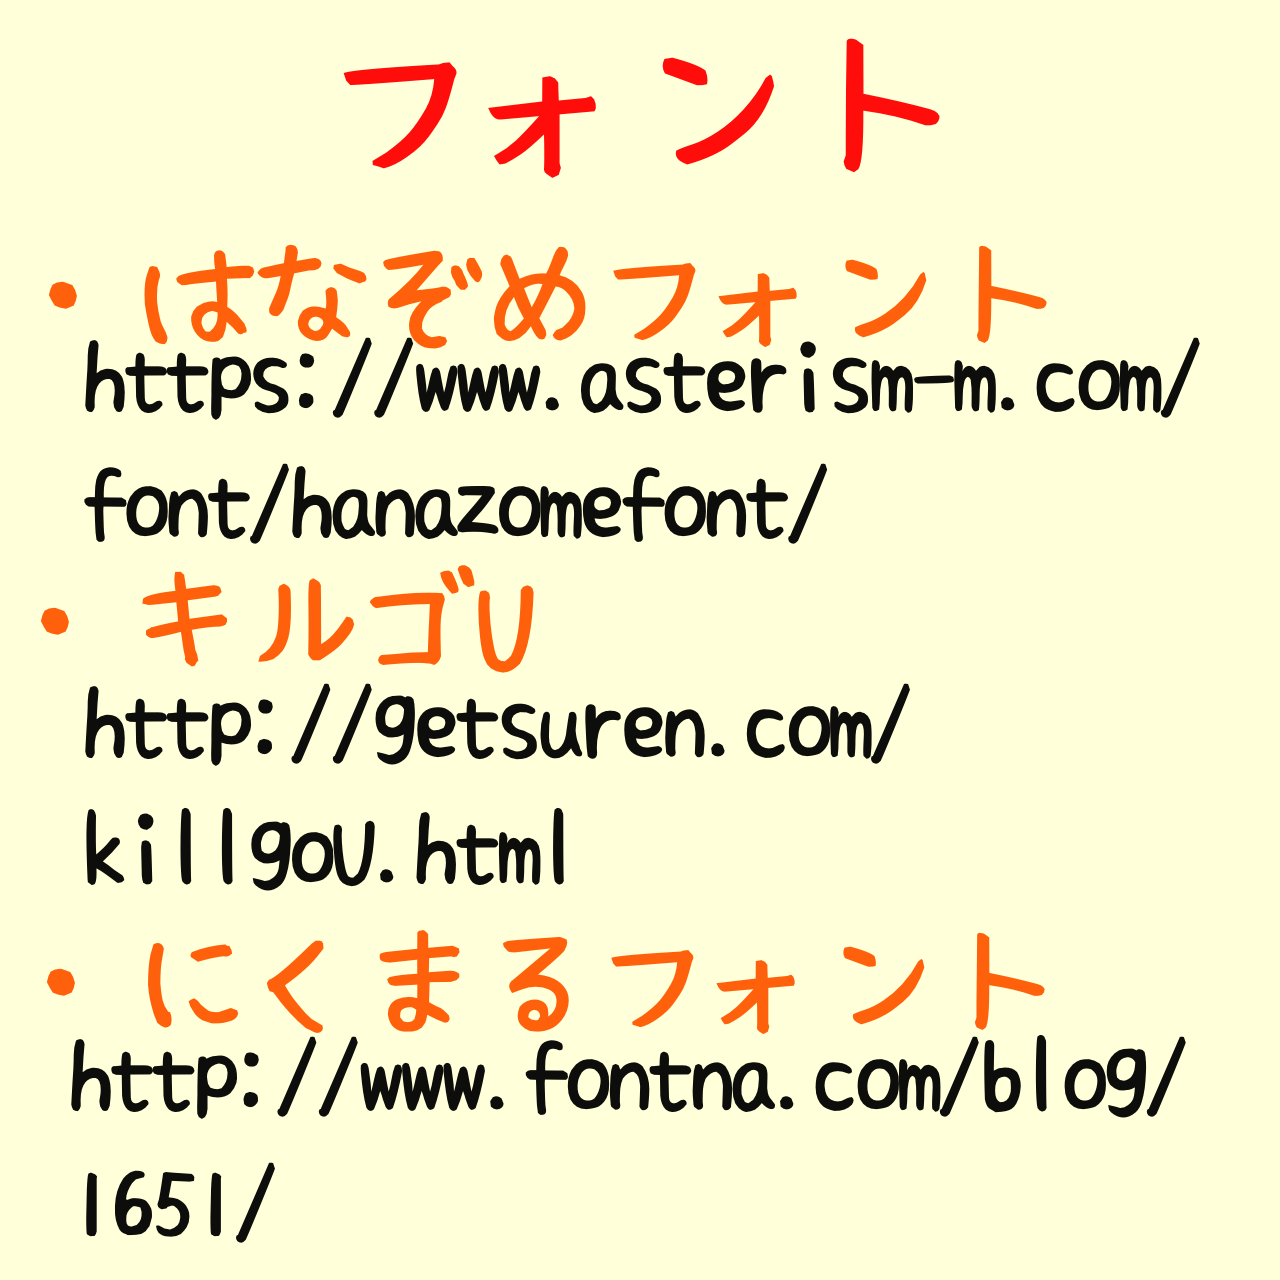 フォント
・はなぞめフォント
https://www.asterism-m.com/
font/hanazomefont/
・キルゴU
http://getsuren.com/
killgoU.html
・にくまるフォント
http://www.fontna.com/blog/
1651/